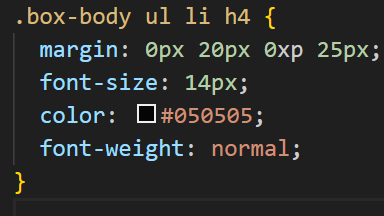 .box-body ul li h4 {
margin: 0px 20px 0xp 25px;
font-size: 14px;
color: #050505;
font-weight: normal;
}